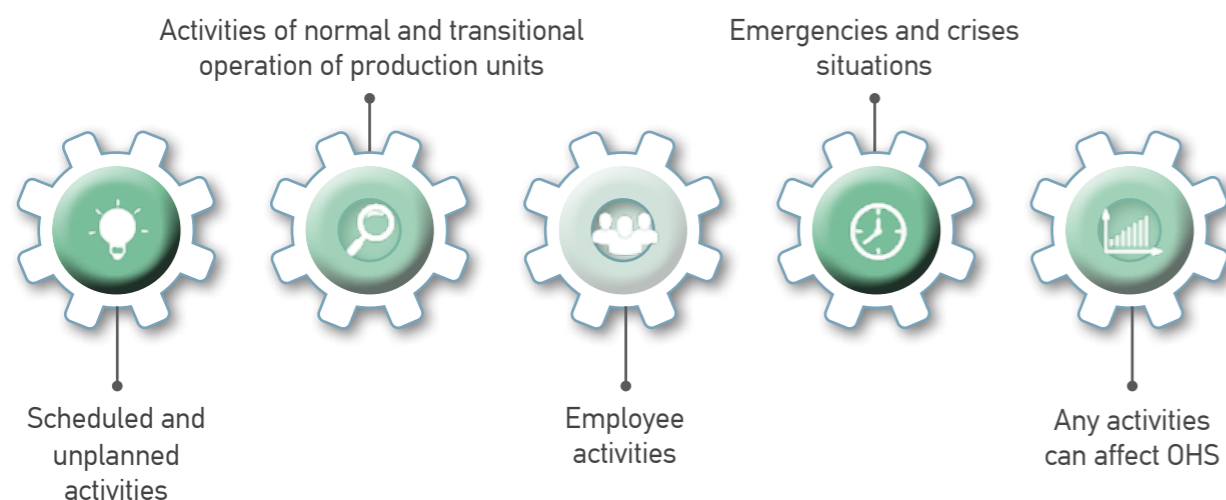 Activities of normal and transitional
operation of production units
Emergencies and crises
situations
Scheduled and
unplanned
activities
Employee
activities
Any activities
can affect OHS